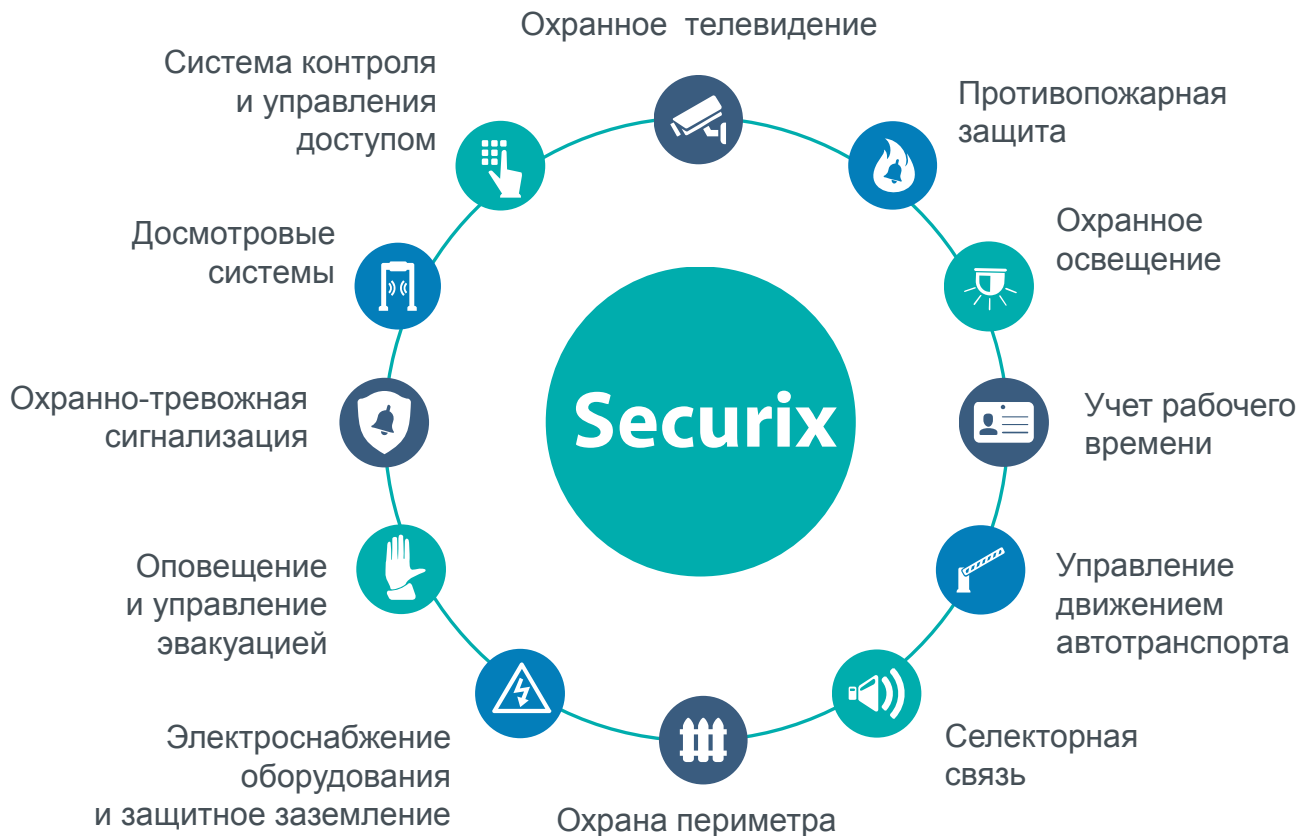 Охранное телевидение
Система контроля
и управления
доступом
Противопожарная
защита
Досмотровые
системы
Охранное
освещение
Охранно-тревожная
сигнализация
Securix
Учет рабочего
времени
Оповещение
и управление
эвакуацией
Управление
движением
автотранспорта
Электроснабжение
оборудования
и защитное заземление
Селекторная
связь
Охрана периметра